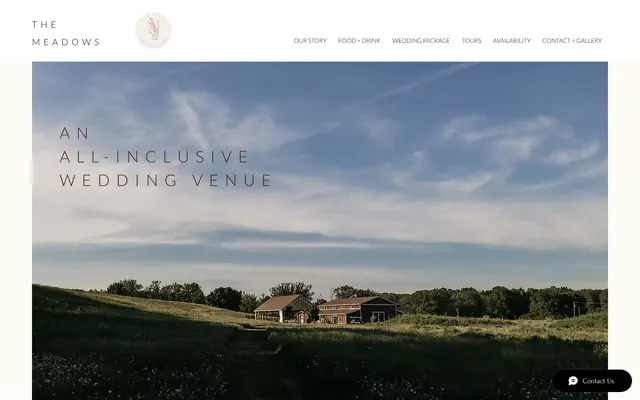 THE
MEADOWS
OUR STORY
FOOD + DRINK
WEDDING PACKAGE
TOURS
AVAILABILITY
CONTACT + GALLERY
AN
ALL-INCLUSIVE
WEDDING VENUE
Contact Us